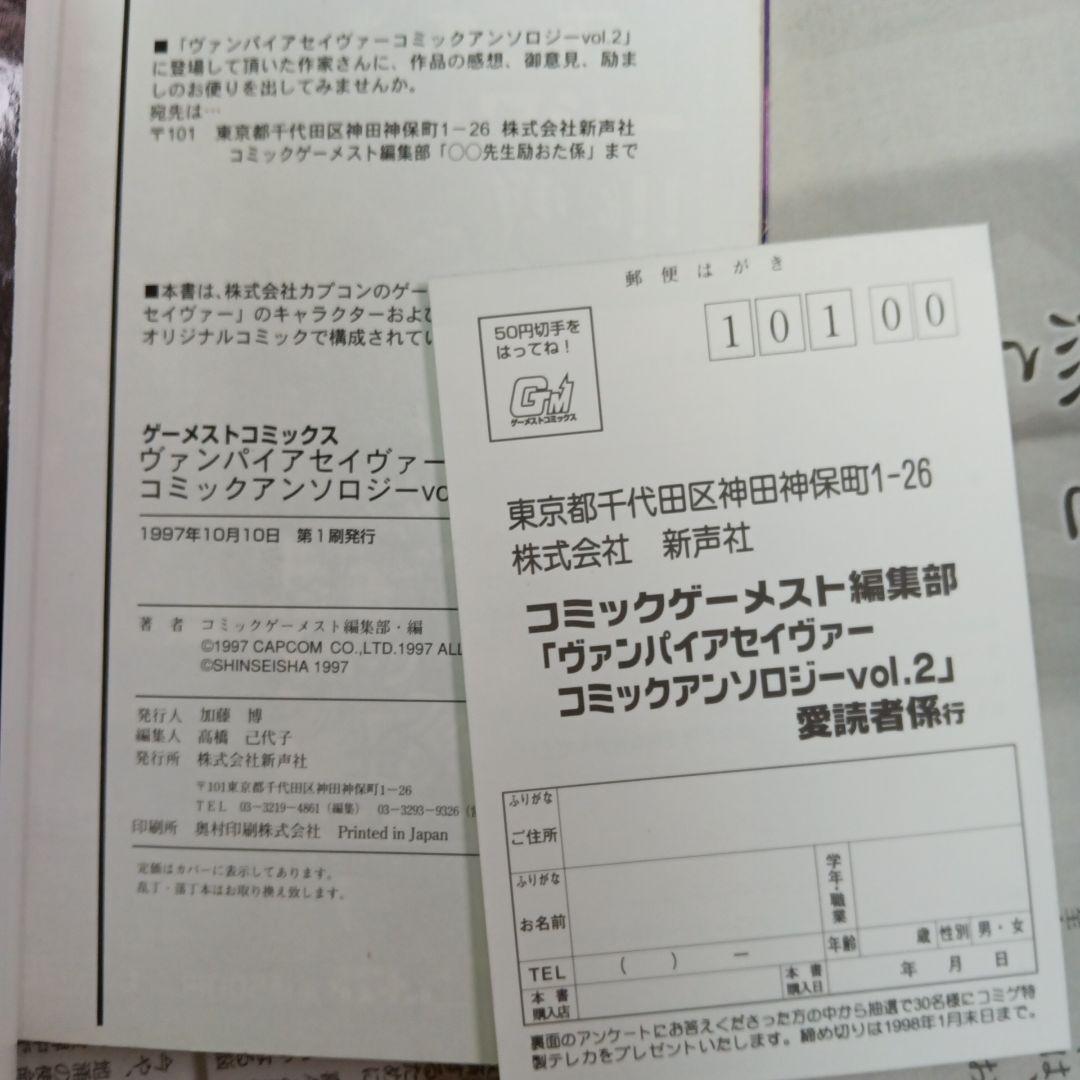 ■「ヴァンパイアセイヴァーコミックアンソロジーvol.2」
に登場して頂いた作家さんに、作品の感想、御意見、励ま
しのお便りを出してみませんか。
宛先は…
〒101 東京都千代田区神田神保町1−26 株式会社新声社
コミックゲーメスト編集部「○○先生励おた係」まで
■本書は、株式会社カプコンのゲー
セイヴァー」のキャラクターおよび
オリジナルコミックで構成されてい
ゲーメストコミックス
ヴァンパイアセイヴァー
コミックアンソロジーvo
1997年10月10日 第1刷発行
著 者 コミックゲーメスト編集部・編
©1997 CAPCOM CO.,LTD.1997 ALL
©SHINSEISHA 1997
発行人 加藤 博
編集人 高橋 己代子
発行所 株式会社新声社
〒101東京都千代田区神田神保町1−26
TEL 03−3219−4861（編集） 03−3293−9326
印刷所 奥村印刷株式会社 Printed in Japan
定価はカバーに表示してあります。
乱丁・落丁本はお取り換え致します。
郵便はがき
50円切手を
はってね！
GM
ゲーメストコミックス
101 00
東京都千代田区神田神保町1-26
株式会社 新声社
コミックゲーメスト編集部
「ヴァンパイアセイヴァー
コミックアンソロジーvol.2」
愛読者係行
ふりがな
ご住所
ふりがな
お名前
学年・職業
年齢 歳 性別 男・女
TEL ( ) −
本書購入店
本書購入日 年 月 日
裏面のアンケートにお答えくださった方の中から抽選で30名様にコミゲ特
製テレカをプレゼントいたします。締め切りは1998年1月末日まで。